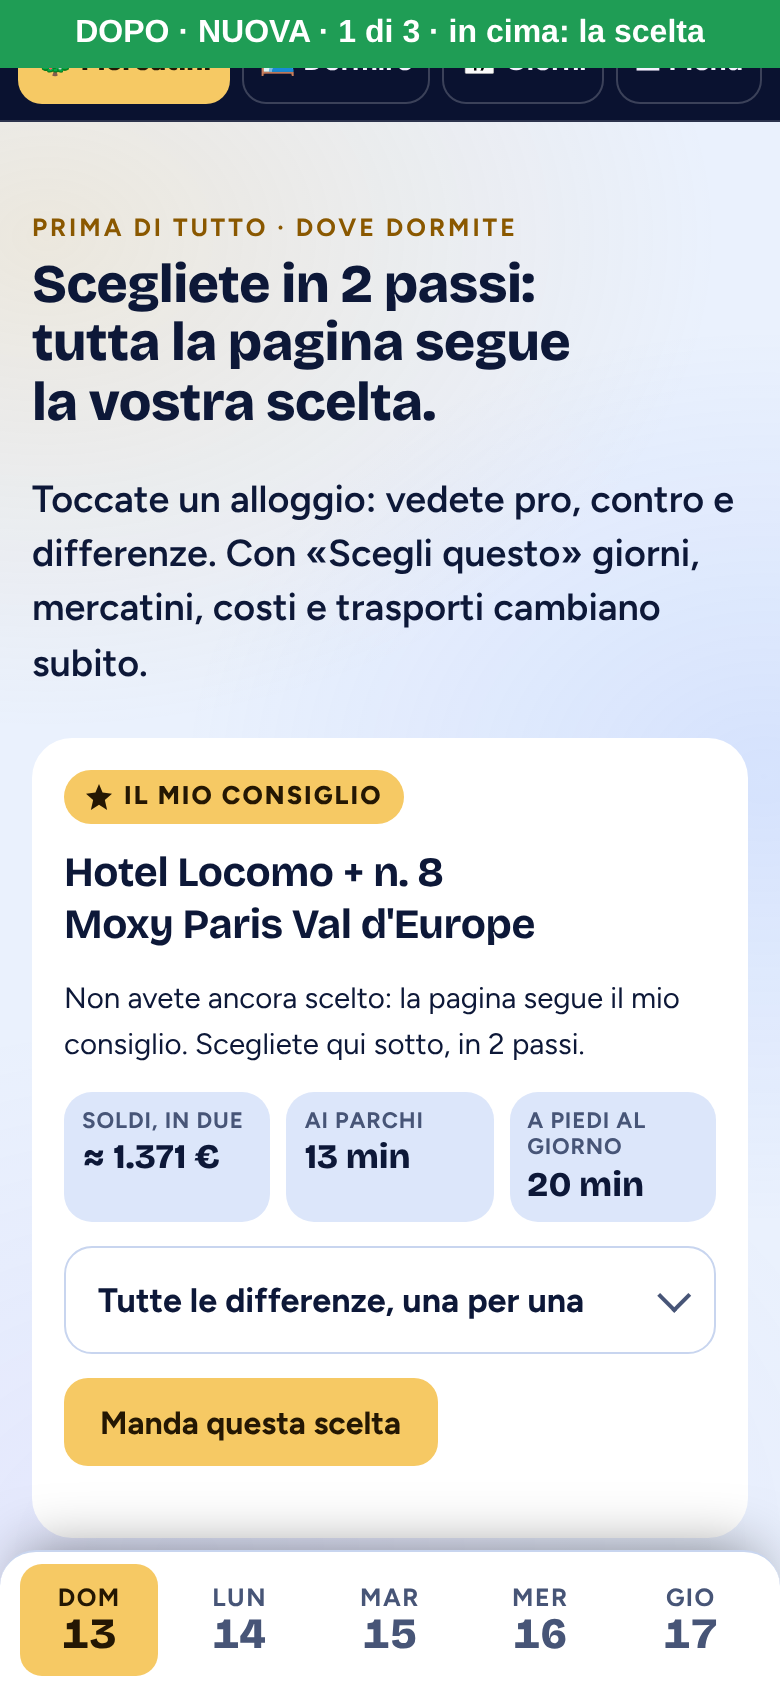 DOPO · NUOVA · 1 di 3 · in cima: la scelta
PRIMA DI TUTTO · DOVE DORMITE
Scegliete in 2 passi:
tutta la pagina segue
la vostra scelta.
Toccate un alloggio: vedete pro, contro e
differenze. Con «Scegli questo» giorni,
mercatini, costi e trasporti cambiano
subito.
★ IL MIO CONSIGLIO
Hotel Locomo + n. 8
Moxy Paris Val d'Europe
Non avete ancora scelto: la pagina segue il mio
consiglio. Scegliete qui sotto, in 2 passi.
SOLDI, IN DUE
≈ 1.371 €
AI PARCHI
13 min
A PIEDI AL
GIORNO
20 min
Tutte le differenze, una per una
Manda questa scelta
DOM
13
LUN
14
MAR
15
MER
16
GIO
17